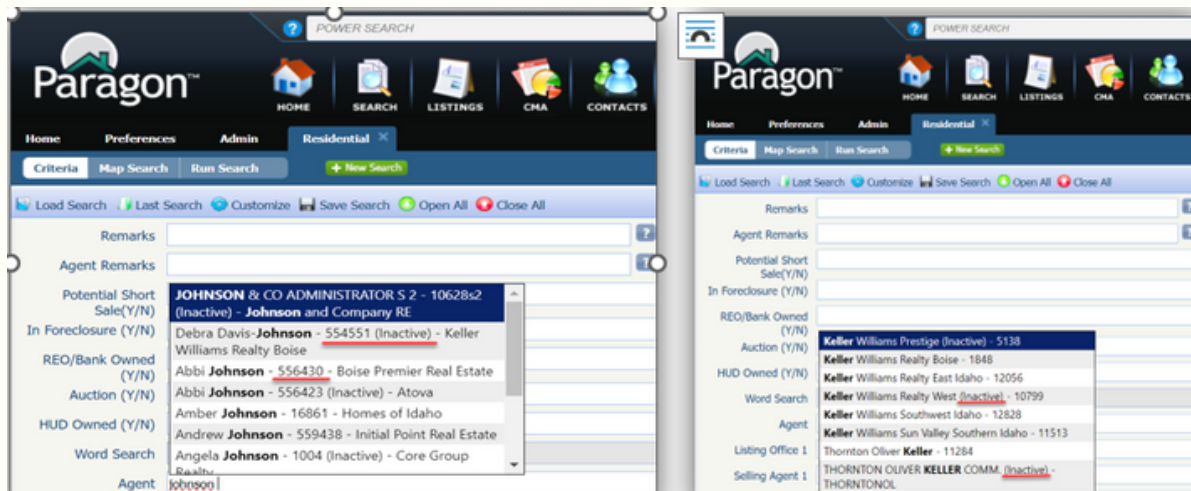 POWER SEARCH
Paragon™
HOME SEARCH LISTINGS CMA CONTACTS
Home Preferences Admin Residential
Criteria Map Search Run Search + New Search
Load Search Last Search Customize Save Search Open All Close All
Remarks
Agent Remarks
Potential Short
Sale(Y/N)
In Foreclosure (Y/N)
REO/Bank Owned
(Y/N)
Auction (Y/N)
HUD Owned (Y/N)
Word Search
Agent
JOHNSON & CO ADMINISTRATOR S 2 - 10628s2
(Inactive) - Johnson and Company RE
Debra Davis-Johnson - 554551 (Inactive) - Keller
Williams Realty Boise
Abbi Johnson - 556430 - Boise Premier Real Estate
Abbi Johnson - 556423 (Inactive) - Atova
Amber Johnson - 16861 - Homes of Idaho
Andrew Johnson - 559438 - Initial Point Real Estate
Angela Johnson - 1004 (Inactive) - Core Group
Realty
johnson
POWER SEARCH
Paragon™
HOME SEARCH LISTINGS CMA CONTACTS
Home Preferences Admin Residential
Criteria Map Search Run Search + New Search
Load Search Last Search Customize Save Search Open All Close All
Remarks
Agent Remarks
Potential Short
Sale(Y/N)
In Foreclosure (Y/N)
REO/Bank Owned
(Y/N)
Auction (Y/N)
HUD Owned (Y/N)
Word Search
Agent
Listing Office 1
Selling Agent 1
Keller Williams Prestige (Inactive) - 5138
Keller Williams Realty Boise - 1848
Keller Williams Realty East Idaho - 12056
Keller Williams Realty West (Inactive) - 10799
Keller Williams Southwest Idaho - 12828
Keller Williams Sun Valley Southern Idaho - 11513
Thornton Oliver Keller - 11284
THORNTON OLIVER KELLER COMM. (Inactive) -
THORNTONOL